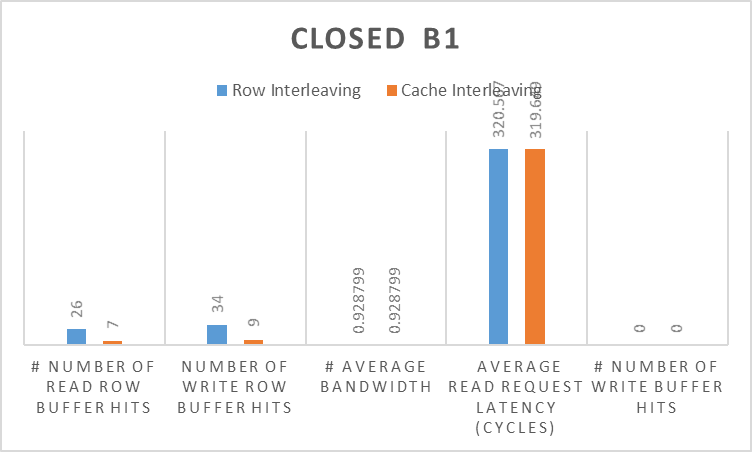 CLOSED B1
Row Interleaving Cache Interleaving
26
7
34
9
0.928799
0.928799
0
0
# NUMBER OF
READ ROW
BUFFER HITS
NUMBER OF
WRITE ROW
BUFFER HITS
# AVERAGE
BANDWIDTH
AVERAGE
READ REQUEST
LATENCY
(CYCLES)
# NUMBER OF
WRITE BUFFER
HITS